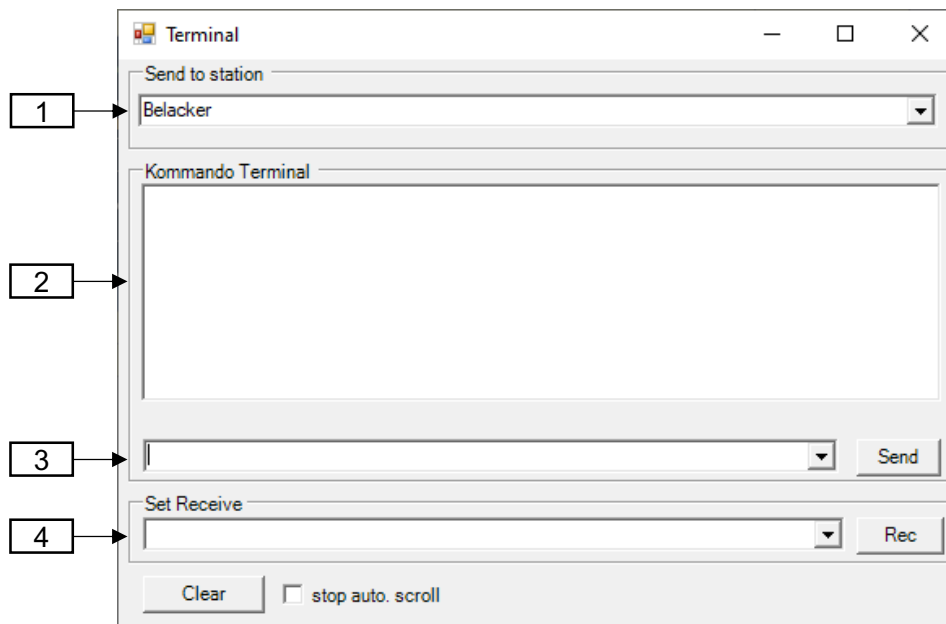 Terminal
Send to station
1
Belacker
Kommando Terminal
2
3
Send
Set Receive
4
Rec
Clear
stop auto. scroll